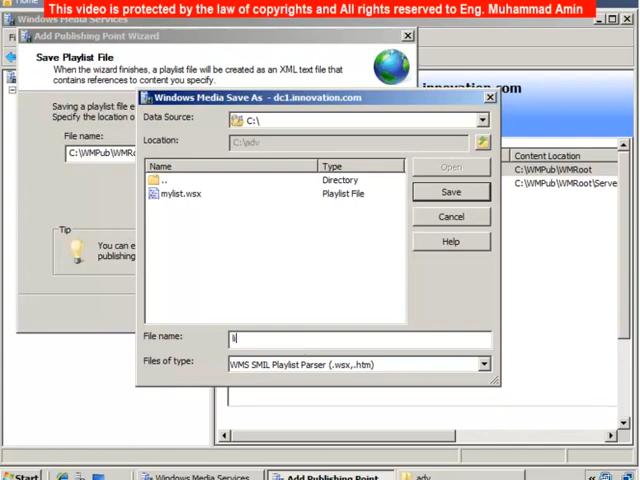 Home
This video is protected by the law of copyrights and All rights reserved to Eng. Muhammad Amin
Windows Media Services
Add Publishing Point Wizard
Save Playlist File
When the wizard finishes, a playlist file will be created as an XML text file that
contains references to content you specify.
innovation.com
Windows Media Save As - dc1.innovation.com
Saving a playlist file e
Specify the location o
Data Source:
C:\
Location:
C:\adv
File name:
C:\WMPub\WMRo
Name
Type
Open
Content Location
..
Directory
C:\WMPub\WMRoot
mylist.wsx
Playlist File
Save
C:\WMPub\WMRoot\Serve
Cancel
Tip
You can e
publishing
Help
File name:
li
Files of type:
WMS SMIL Playlist Parser (.wsx,.htm)
Start
Windows Media Services
Add Publishing Point
adv